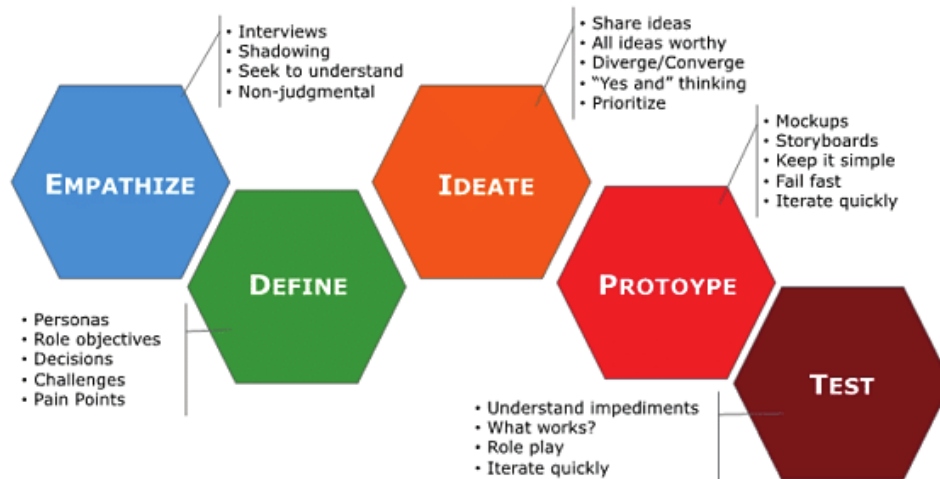 EMPATHIZE
• Interviews
• Shadowing
• Seek to understand
• Non-judgmental
DEFINE
• Personas
• Role objectives
• Decisions
• Challenges
• Pain Points
IDEATE
• Share ideas
• All ideas worthy
• Diverge/Converge
• “Yes and” thinking
• Prioritize
PROTOYPE
• Mockups
• Storyboards
• Keep it simple
• Fail fast
• Iterate quickly
TEST
• Understand impediments
• What works?
• Role play
• Iterate quickly